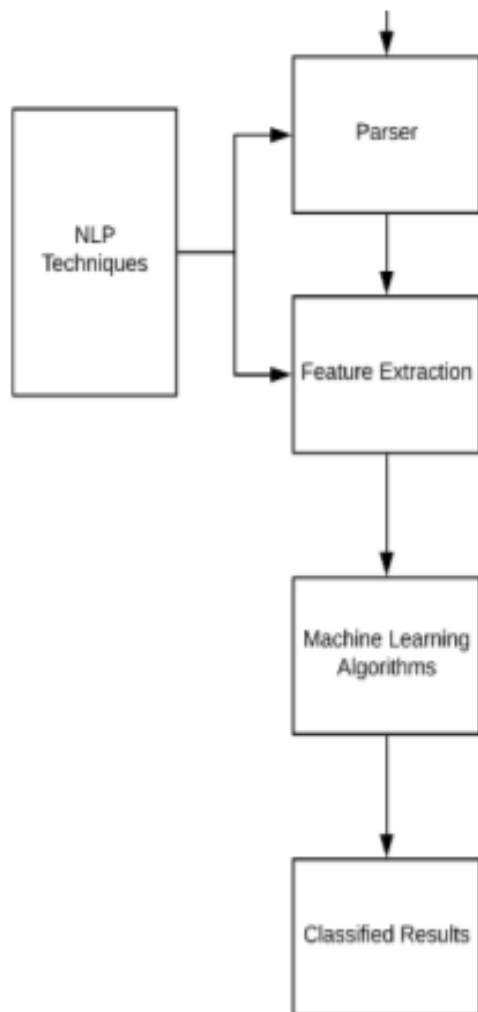 Parser
NLP
Techniques
Feature Extraction
Machine Learning
Algorithms
Classified Results